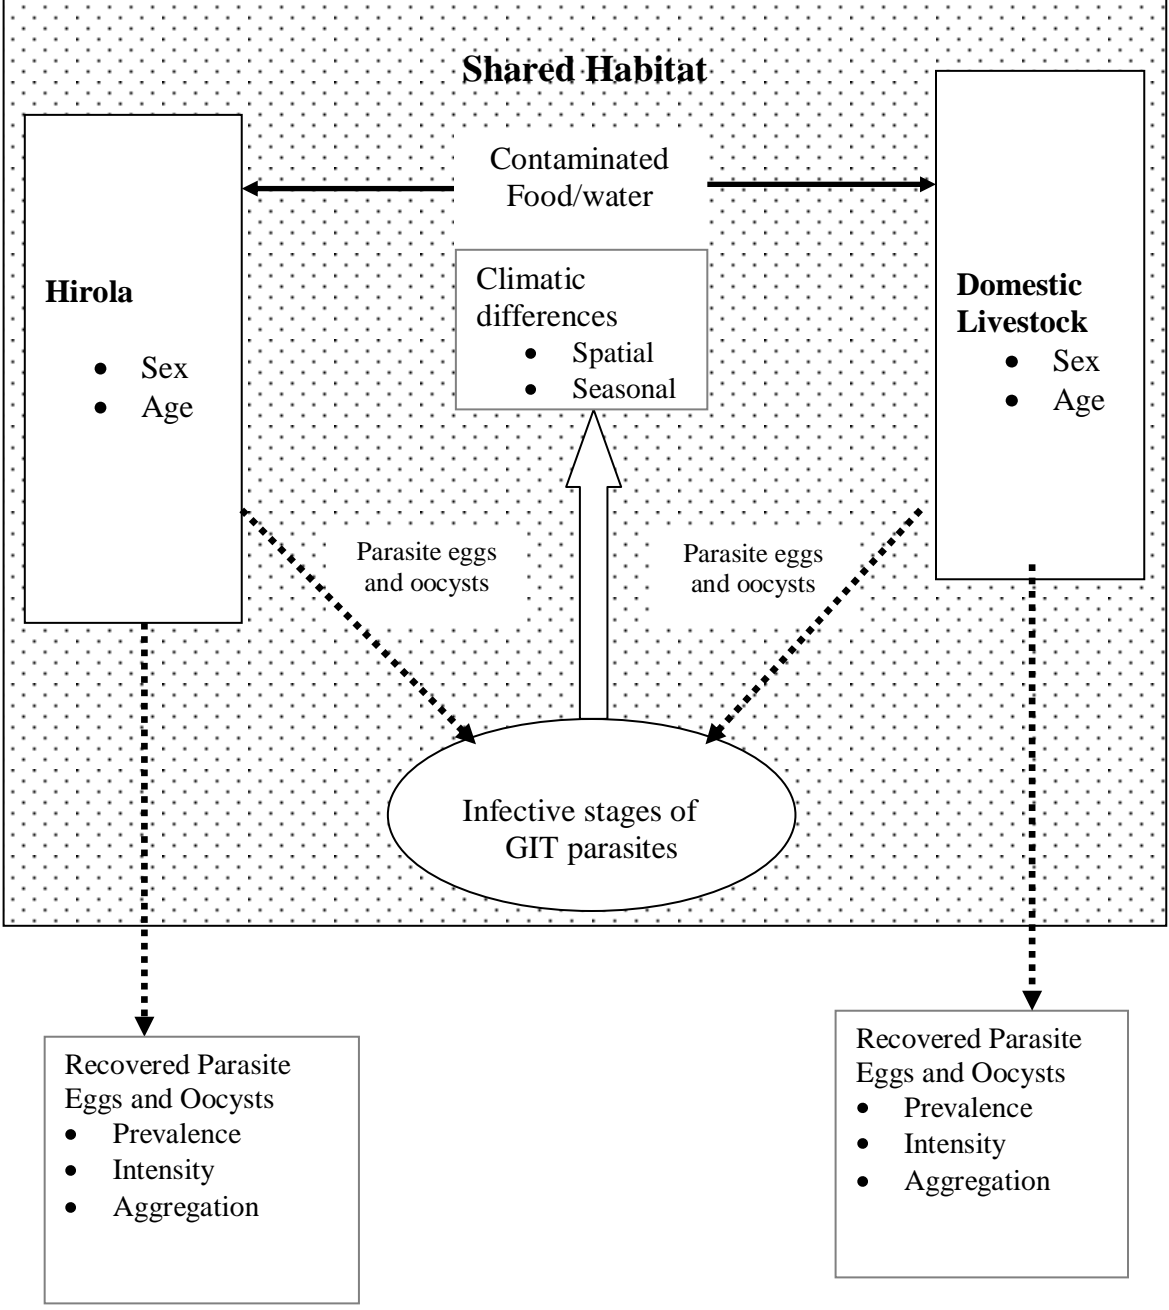 Shared Habitat
Contaminated
Food/water
Hirola
• Sex
• Age
Climatic
differences
• Spatial
• Seasonal
Domestic
Livestock
• Sex
• Age
Parasite eggs
and oocysts
Parasite eggs
and oocysts
Infective stages of
GIT parasites
Recovered Parasite
Eggs and Oocysts
• Prevalence
• Intensity
• Aggregation
Recovered Parasite
Eggs and Oocysts
• Prevalence
• Intensity
• Aggregation